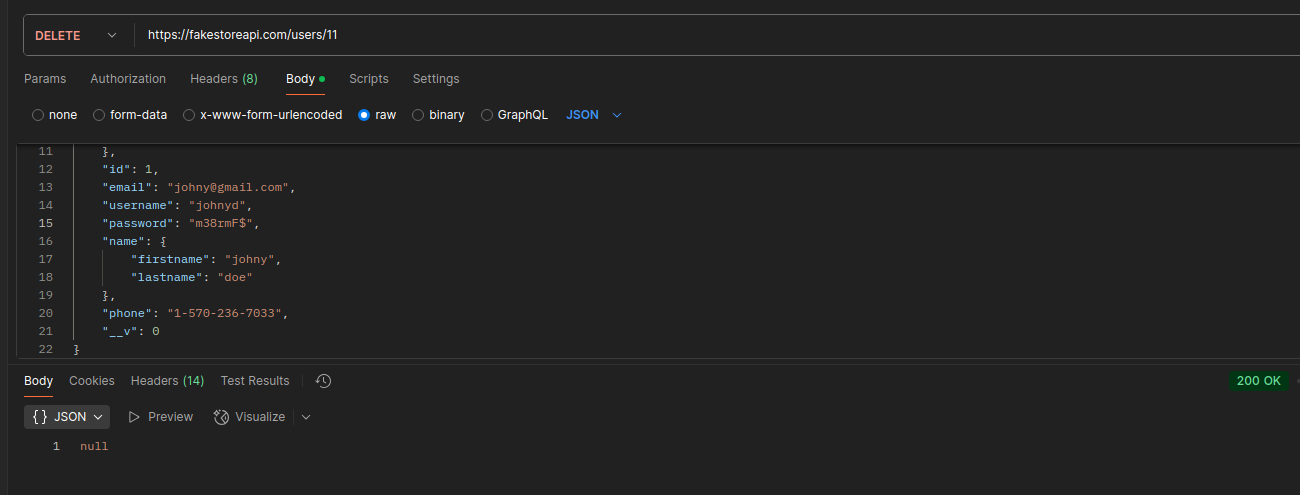 DELETE https://fakestoreapi.com/users/11
Params Authorization Headers (8) Body Scripts Settings
none form-data x-www-form-urlencoded raw binary GraphQL JSON
11 },
12 "id": 1,
13 "email": "johny@gmail.com",
14 "username": "johnyd",
15 "password": "m38rmF$",
16 "name": {
17 "firstname": "johny",
18 "lastname": "doe"
19 },
20 "phone": "1-570-236-7033",
21 "__v": 0
22 }
Body Cookies Headers (14) Test Results 200 OK
{} JSON Preview Visualize
1 null